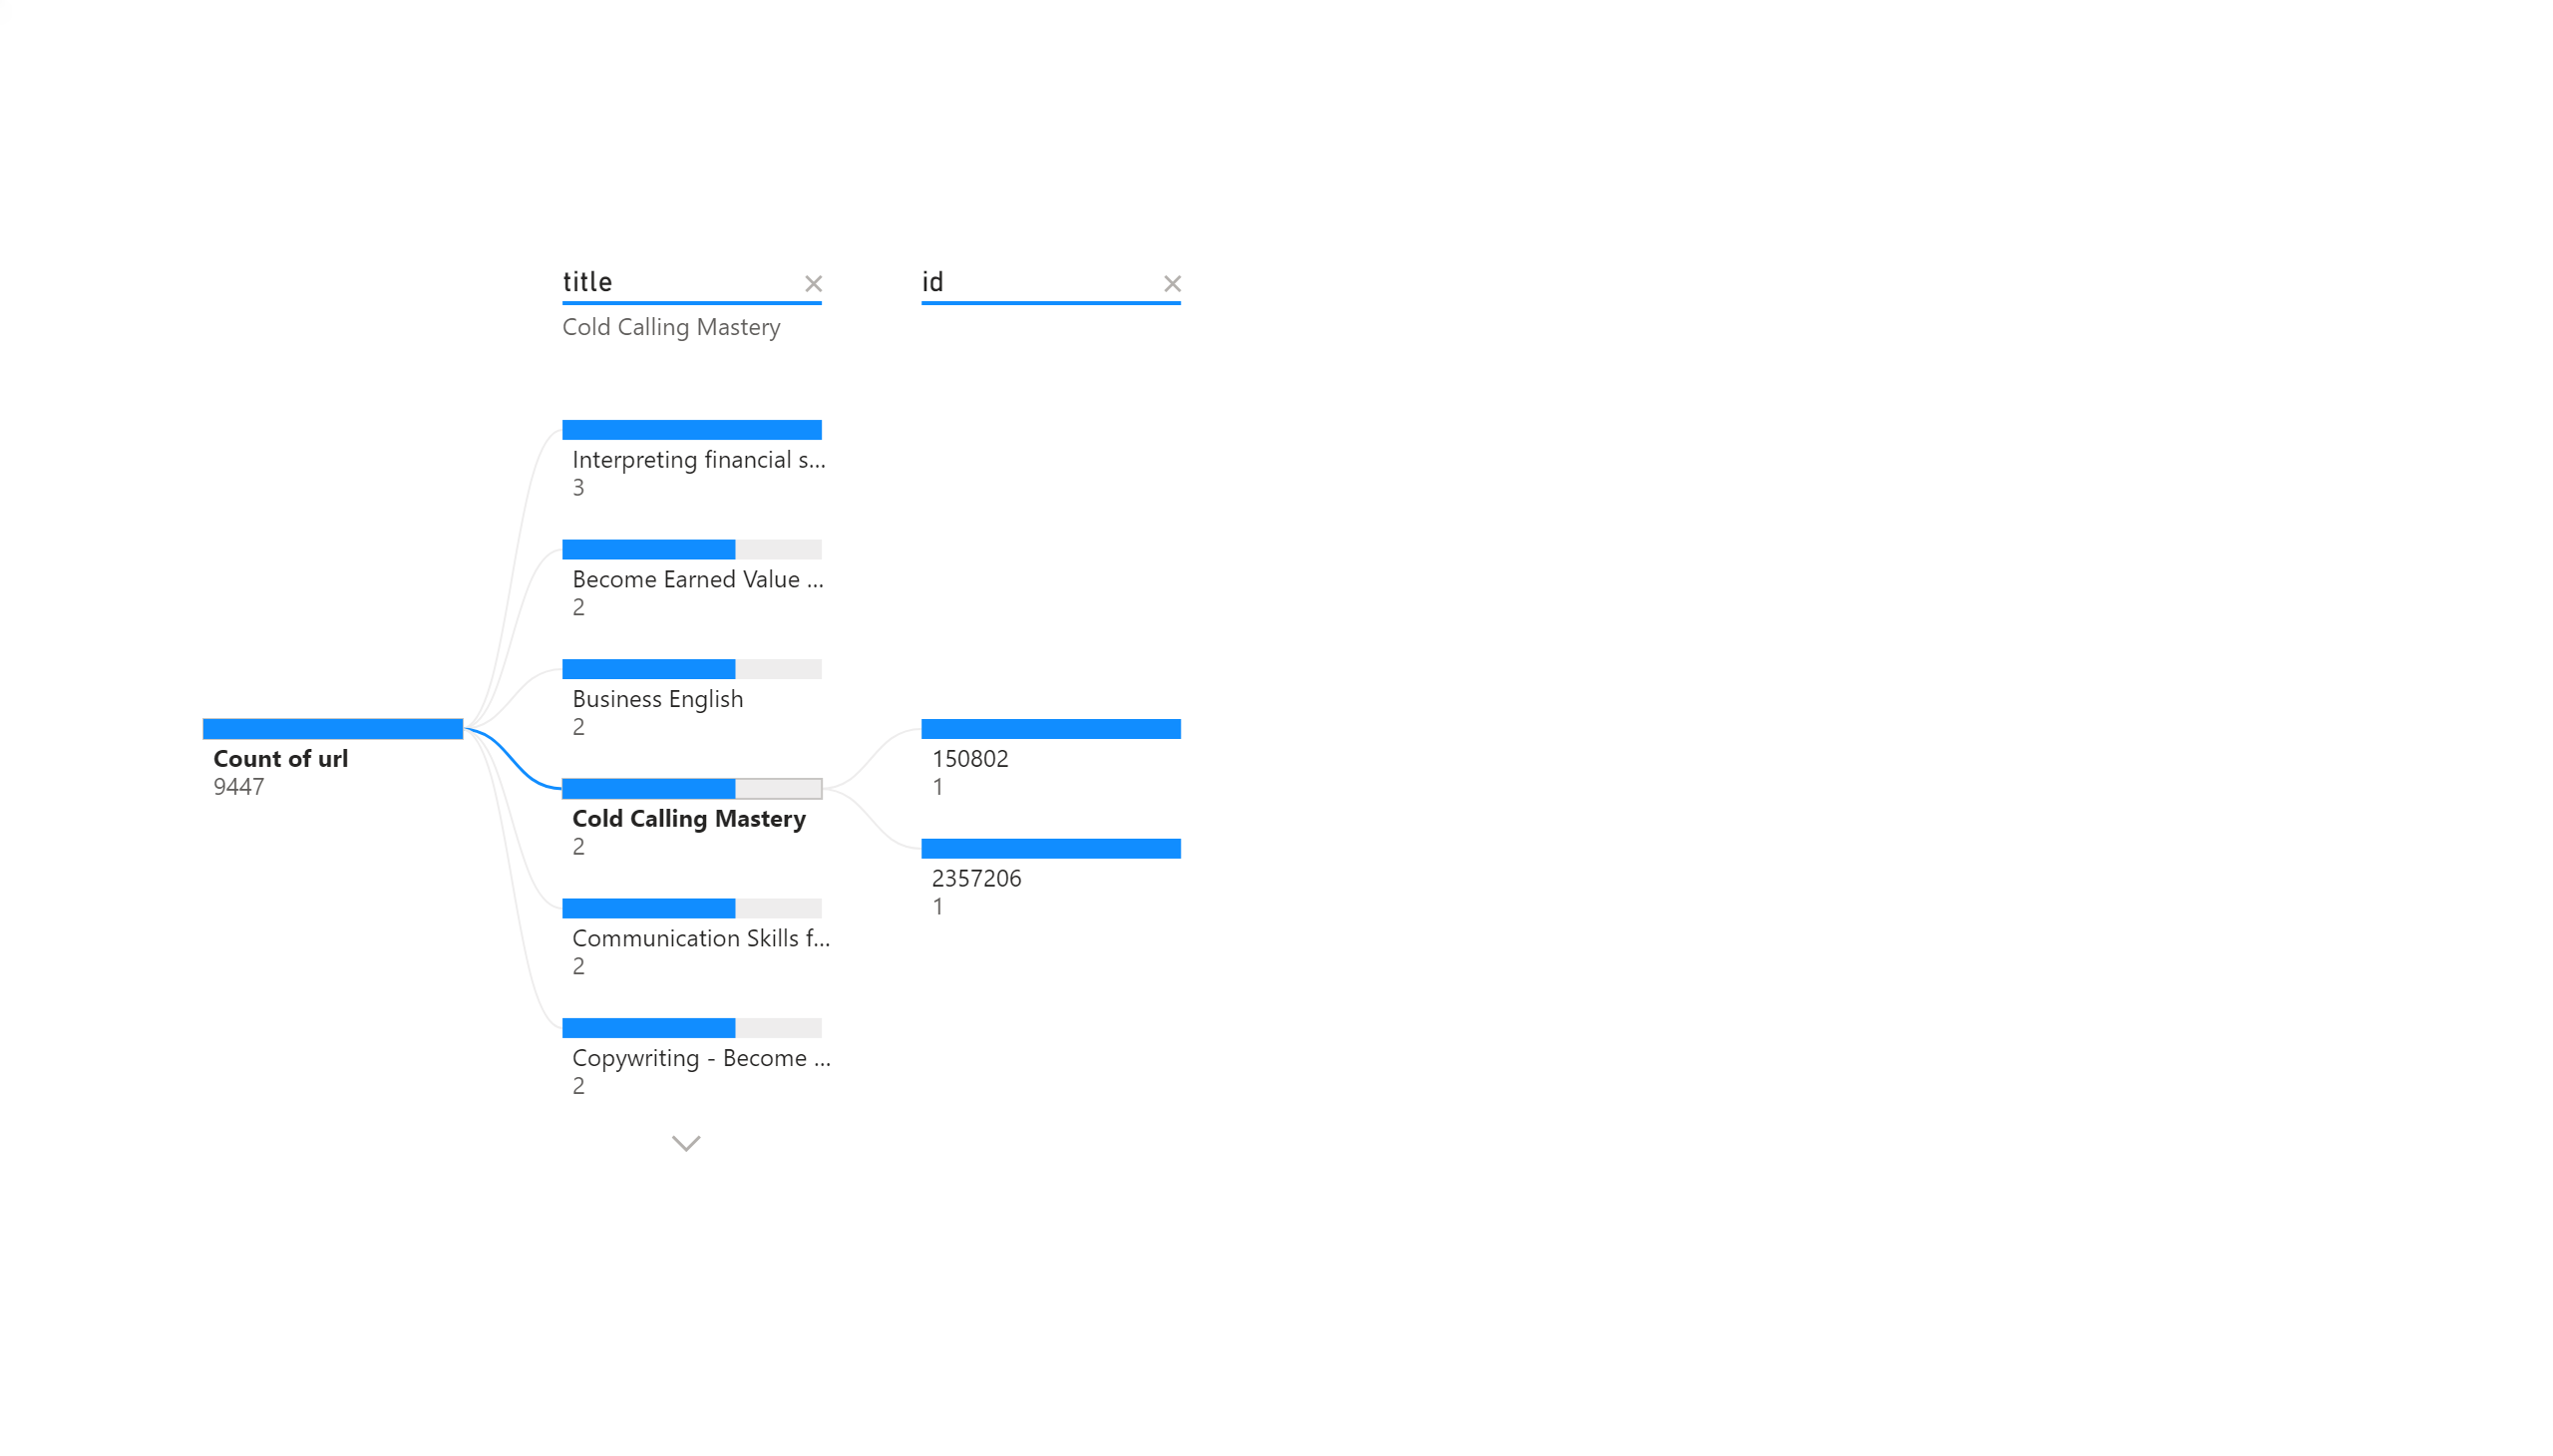 title
Cold Calling Mastery
id
Count of url
9447
Interpreting financial s...
3
Become Earned Value ...
2
Business English
2
Cold Calling Mastery
2
Communication Skills f...
2
Copywriting - Become ...
2
150802
1
2357206
1